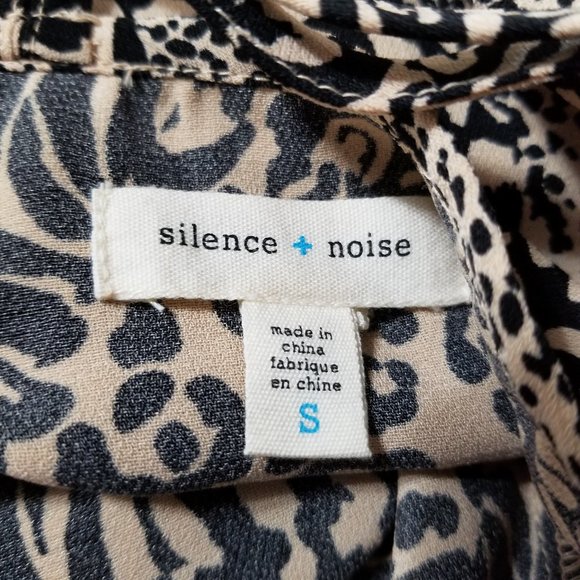 silence + noise
made in
china
fabrique
en chine
S